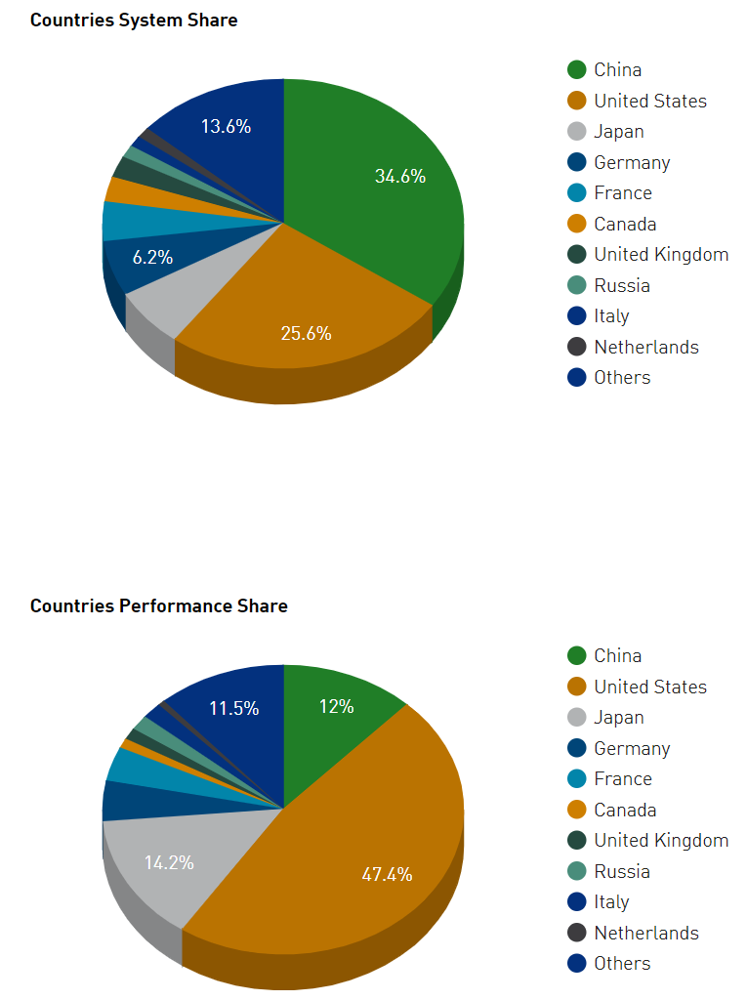 Countries System Share
China
United States
Japan
Germany
France
Canada
United Kingdom
Russia
Italy
Netherlands
Others
13.6%
34.6%
6.2%
25.6%
Countries Performance Share
China
United States
Japan
Germany
France
Canada
United Kingdom
Russia
Italy
Netherlands
Others
11.5%
12%
14.2%
47.4%